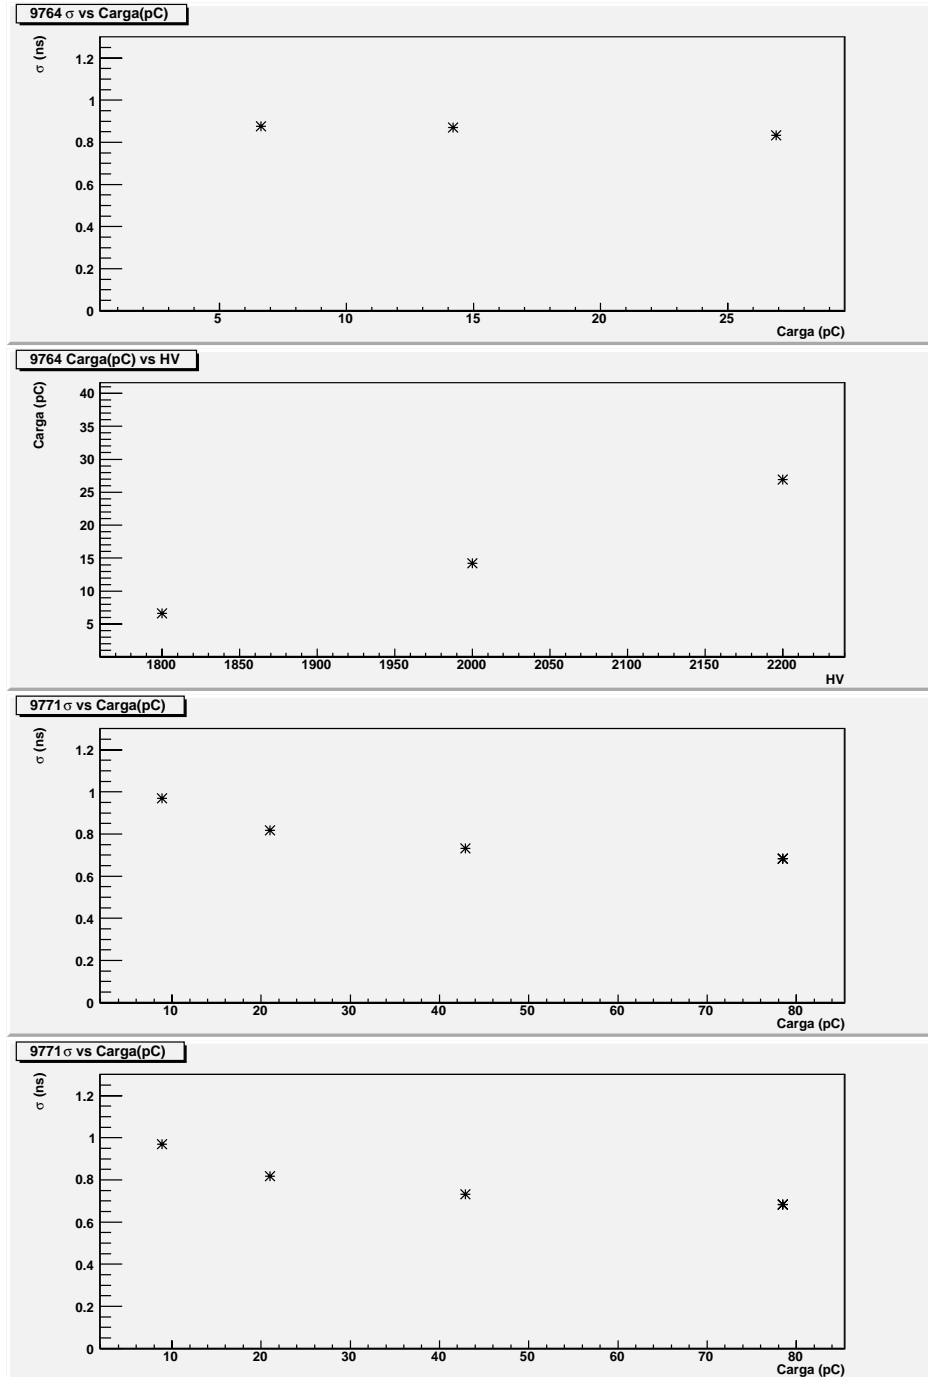 9764 σ vs Carga(pC)
σ (ns)
1.2
1
0.8
0.6
0.4
0.2
0
5 10 15 20 25
Carga (pC)
9764 Carga(pC) vs HV
Carga (pC)
40
35
30
25
20
15
10
5
1800 1850 1900 1950 2000 2050 2100 2150 2200
HV
9771 σ vs Carga(pC)
σ (ns)
1.2
1
0.8
0.6
0.4
0.2
0
10 20 30 40 50 60 70 80
Carga (pC)
9771 σ vs Carga(pC)
σ (ns)
1.2
1
0.8
0.6
0.4
0.2
0
10 20 30 40 50 60 70 80
Carga (pC)